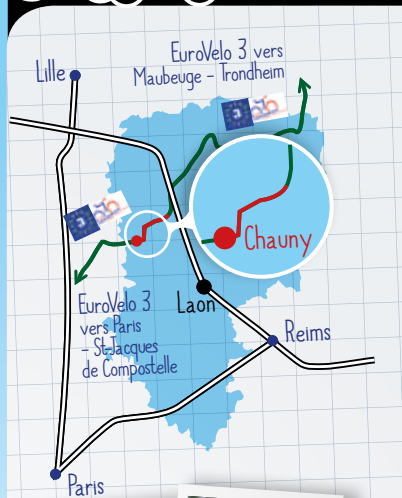 EuroVelo 3 vers
Maubeuge – Trondheim
Lille
Chauny
Laon
EuroVelo 3
vers Paris
– St-Jacques
de Compostelle
Reims
Paris